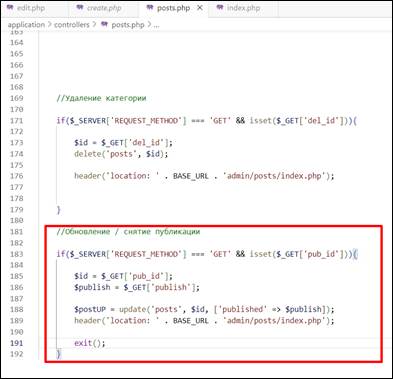 edit.php create.php posts.php × index.php
application > controllers > posts.php > ...
163
164
165
166
167
168
169 //Удаление категории
170
171 if($_SERVER['REQUEST_METHOD'] === 'GET' && isset($_GET['del_id'])){
172
173 $id = $_GET['del_id'];
174 delete('posts', $id);
175
176 header('location: ' . BASE_URL . 'admin/posts/index.php');
177
178
179 }
180
181 //Обновление / снятие публикации
182
183 if($_SERVER['REQUEST_METHOD'] === 'GET' && isset($_GET['pub_id'])){
184
185 $id = $_GET['pub_id'];
186 $publish = $_GET['publish'];
187
188 $postUP = update('posts', $id, ['published' => $publish]);
189 header('location: ' . BASE_URL . 'admin/posts/index.php');
190
191 exit();
192 }